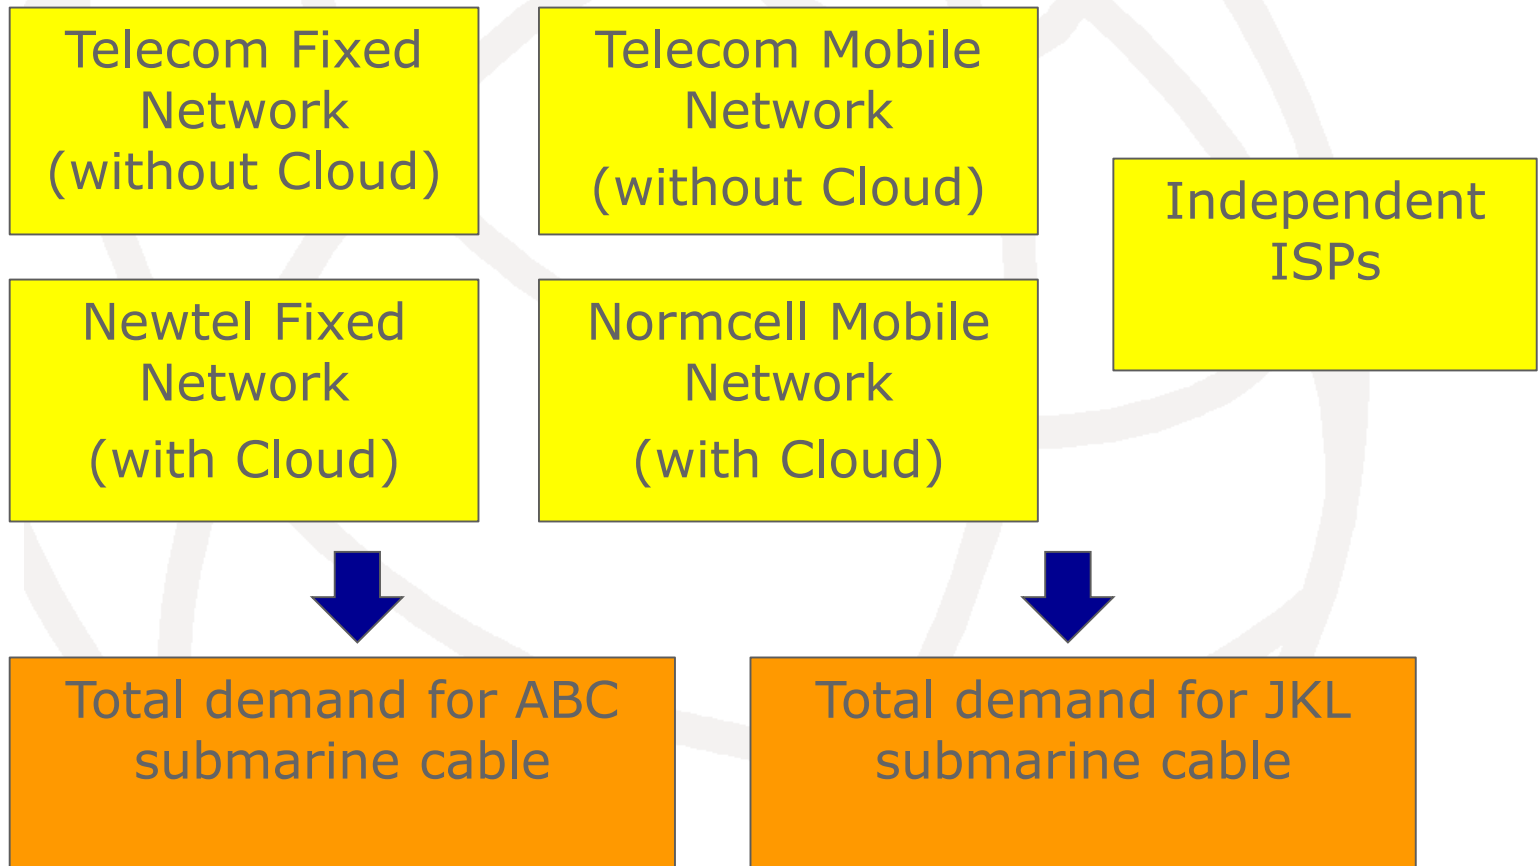 Telecom Fixed
Network
(without Cloud)
Telecom Mobile
Network
(without Cloud)
Independent
ISPs
Newtel Fixed
Network
(with Cloud)
Normcell Mobile
Network
(with Cloud)
Total demand for ABC
submarine cable
Total demand for JKL
submarine cable